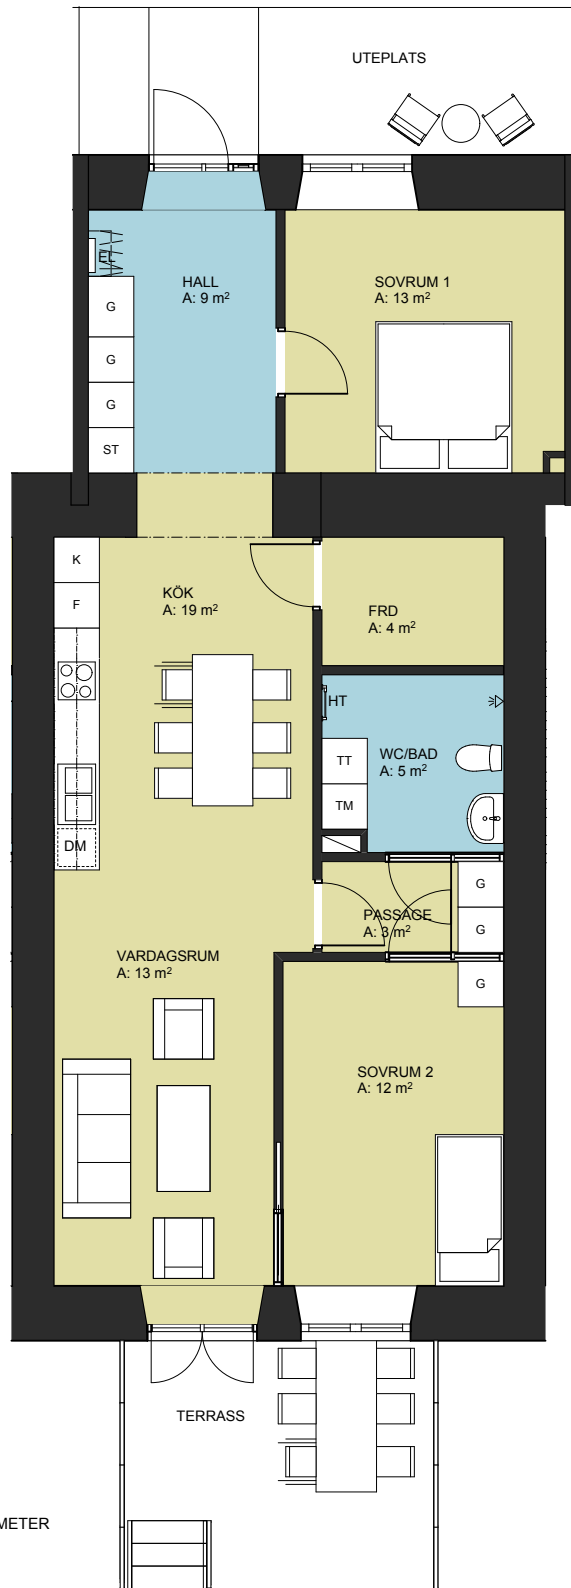 UTEPLATS
EL
HALL
A: 9 m²
SOVRUM 1
A: 13 m²
G
G
G
ST
K
F
KÖK
A: 19 m²
FRD
A: 4 m²
HT
WC/BAD
A: 5 m²
TT
TM
DM
G
PASSAGE
A: 3 m²
G
VARDAGSRUM
A: 13 m²
G
SOVRUM 2
A: 12 m²
TERRASS
METER